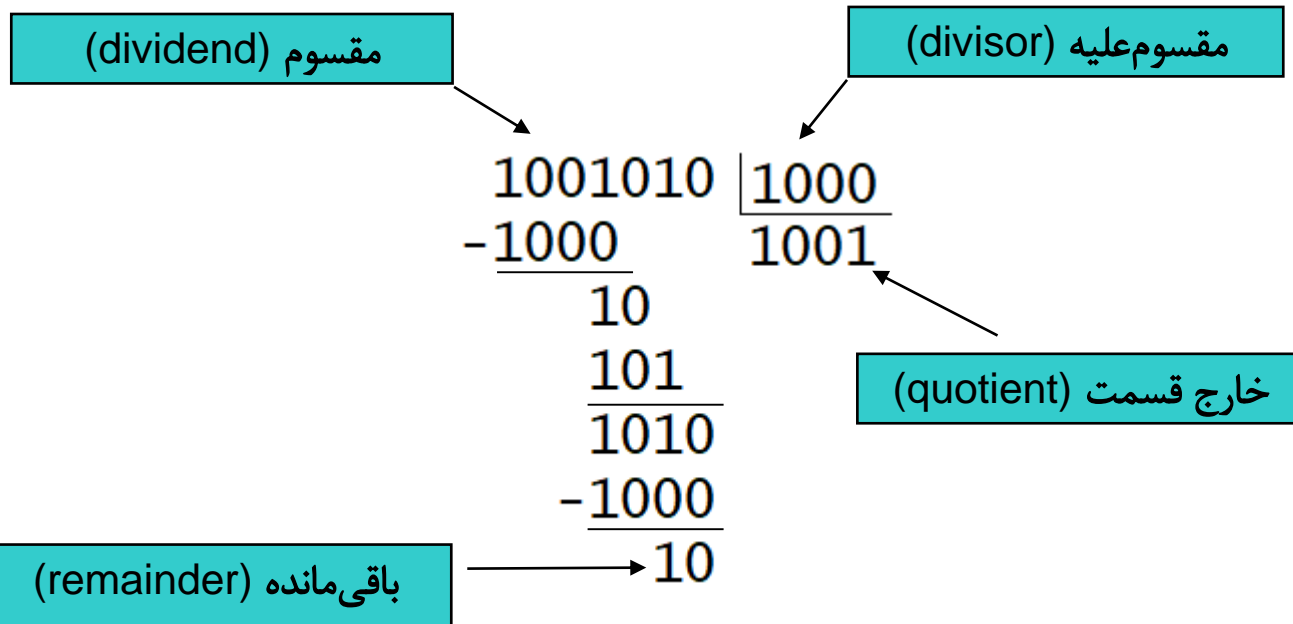 مقسوم (dividend)
مقسوم‌علیه (divisor)
1001010 1000
-1000 1001
10
101
خارج قسمت (quotient)
1010
-1000
10
باقی‌مانده (remainder)